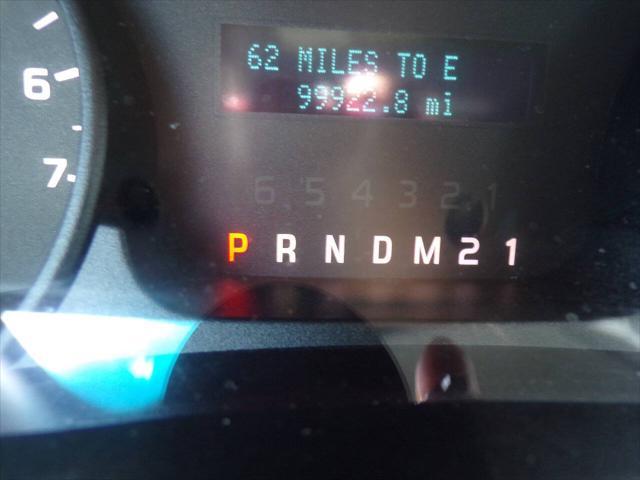 62 MILES TO E
99922.8 mi
6
7
6 5 4 3 2 1
P R N D M 2 1